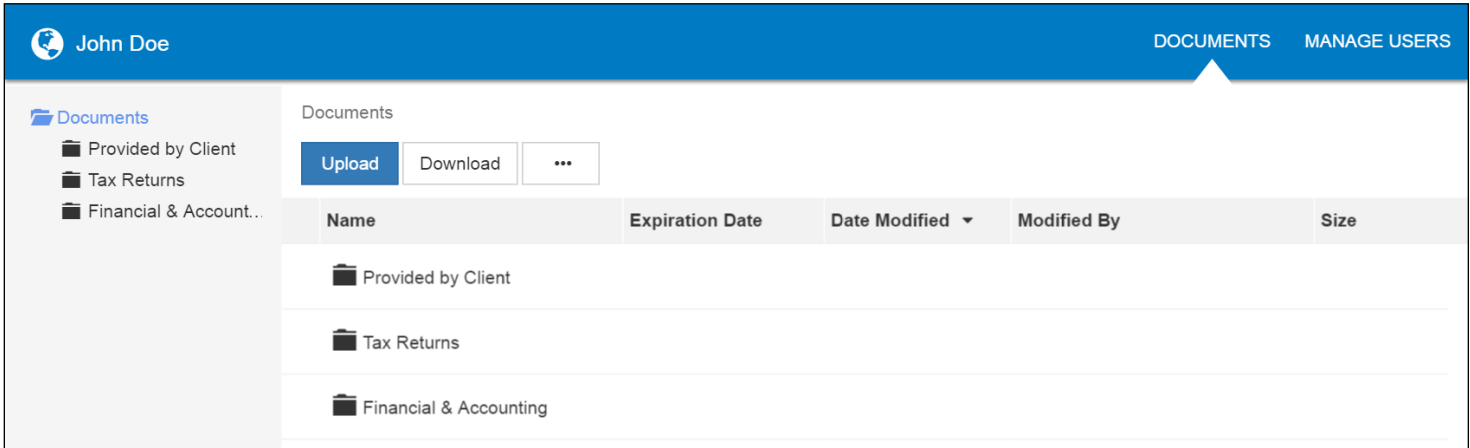 John Doe
DOCUMENTS MANAGE USERS
Documents
Provided by Client
Tax Returns
Financial & Account...
Documents
Upload Download •••
Name Expiration Date Date Modified Modified By Size
Provided by Client
Tax Returns
Financial & Accounting